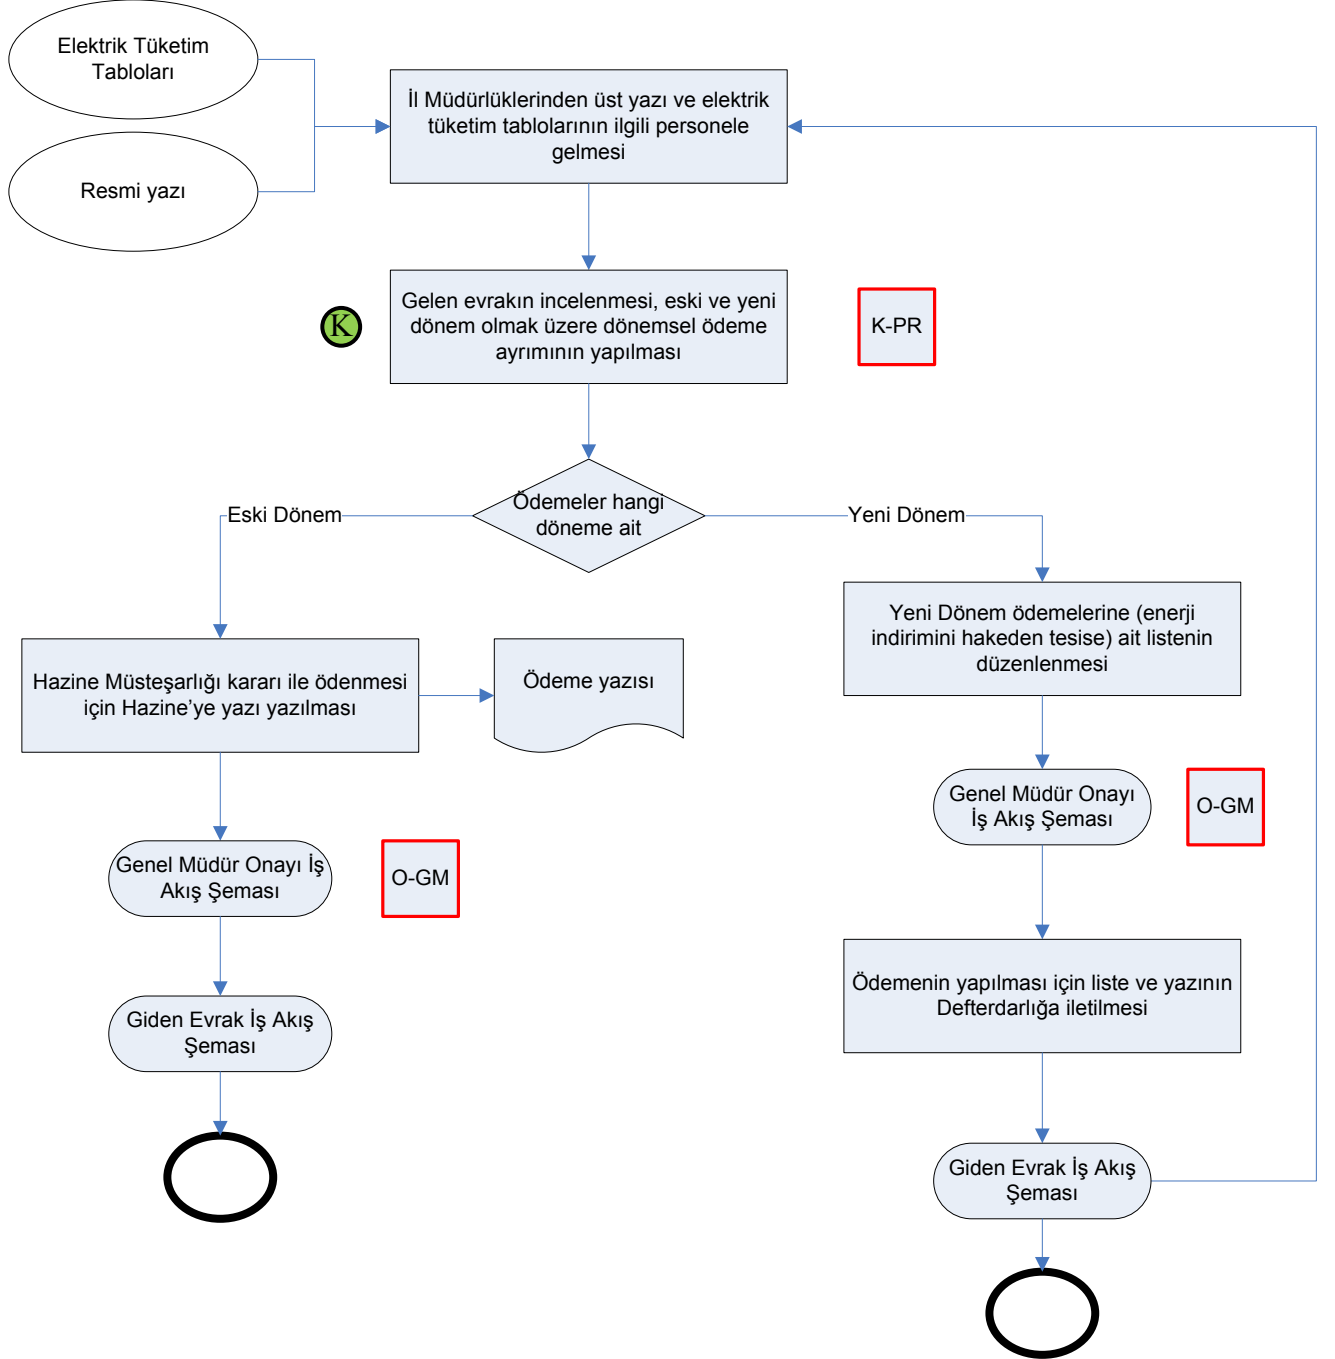 Elektrik Tüketim
Tabloları
İl Müdürlüklerinden üst yazı ve elektrik
tüketim tablolarının ilgili personele
gelmesi
Resmi yazı
Gelen evrakın incelenmesi, eski ve yeni
dönem olmak üzere dönemsel ödeme
ayrımının yapılması
K
K-PR
Ödemeler hangi
döneme ait
Eski Dönem
Yeni Dönem
Yeni Dönem ödemelerine (enerji
indirimini hakeden tesise) ait listenin
düzenlenmesi
Hazine Müsteşarlığı kararı ile ödenmesi
için Hazine’ye yazı yazılması
Ödeme yazısı
Genel Müdür Onayı
İş Akış Şeması
O-GM
Genel Müdür Onayı İş
Akış Şeması
O-GM
Ödemenin yapılması için liste ve yazının
Defterdarlığa iletilmesi
Giden Evrak İş Akış
Şeması
Giden Evrak İş Akış
Şeması